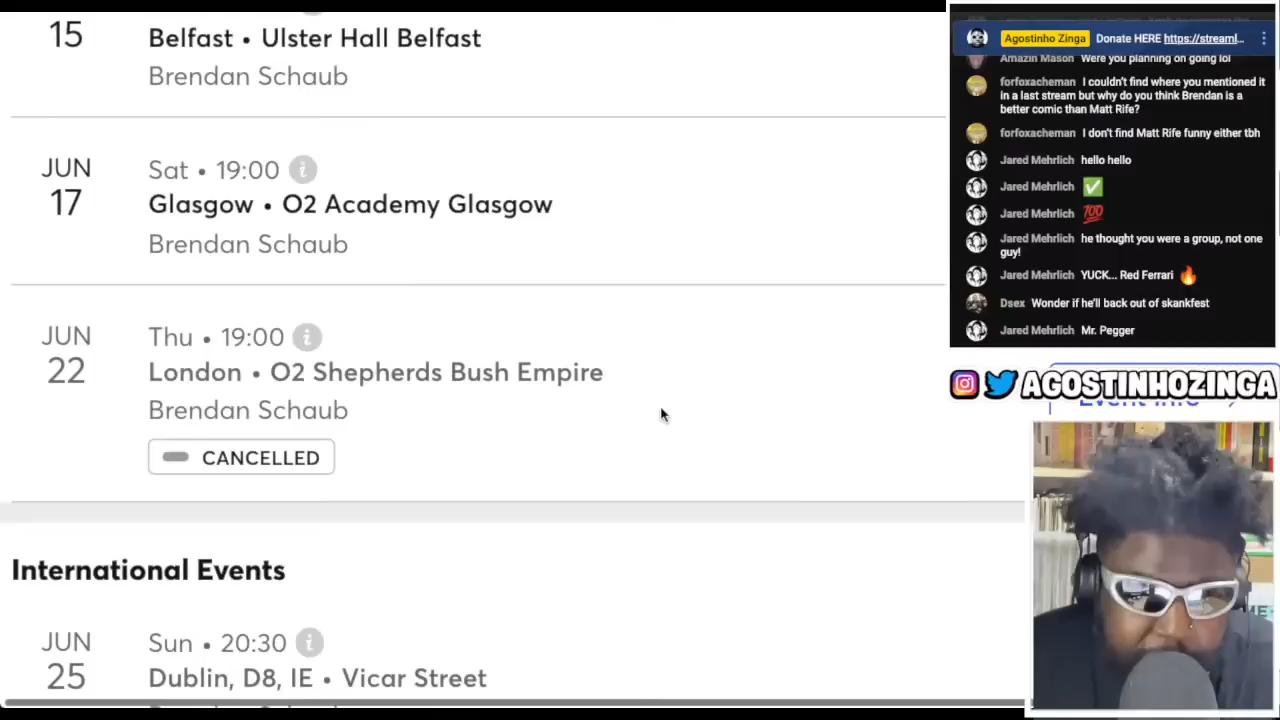 15
Belfast • Ulster Hall Belfast
Brendan Schaub
JUN
17
Sat • 19:00
Glasgow • O2 Academy Glasgow
Brendan Schaub
JUN
22
Thu • 19:00
London • O2 Shepherds Bush Empire
Brendan Schaub
CANCELLED
International Events
JUN
25
Sun • 20:30
Dublin, D8, IE • Vicar Street
Agostinho Zinga Donate HERE https://streaml...
Amazin Mason Were you planning on going lol
forfoxacheman I couldn't find where you mentioned it
in a last stream but why do you think Brendan is a
better comic than Matt Rife?
forfoxacheman I don't find Matt Rife funny either tbh
Jared Mehrlich hello hello
Jared Mehrlich ✅
Jared Mehrlich 💯
Jared Mehrlich he thought you were a group, not one
guy!
Jared Mehrlich YUCK... Red Ferrari 🔥
Dsex Wonder if he'll back out of skankfest
Jared Mehrlich Mr. Pegger
AGOSTINHOZINGA